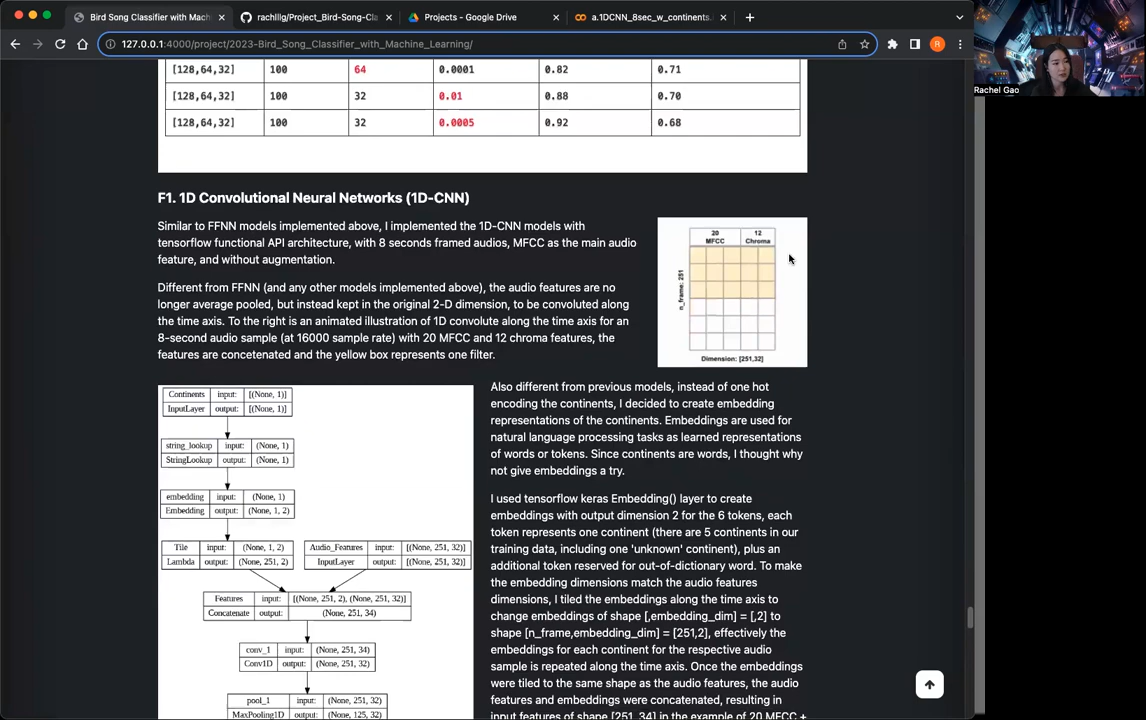 Bird Song Classifier with Mach
rachllg/Project_Bird-Song-Cla
Projects - Google Drive
a.1DCNN_8sec_w_continents.
127.0.0.1:4000/project/2023-Bird_Song_Classifier_with_Machine_Learning/
R
Rachel Gao
[128,64,32] 100 64 0.0001 0.82 0.71
[128,64,32] 100 32 0.01 0.88 0.70
[128,64,32] 100 32 0.0005 0.92 0.68
F1. 1D Convolutional Neural Networks (1D-CNN)
Similar to FFNN models implemented above, I implemented the 1D-CNN models with
tensorflow functional API architecture, with 8 seconds framed audios, MFCC as the main audio
feature, and without augmentation.
Different from FFNN (and any other models implemented above), the audio features are no
longer average pooled, but instead kept in the original 2-D dimension, to be convoluted along
the time axis. To the right is an animated illustration of 1D convolute along the time axis for an
8-second audio sample (at 16000 sample rate) with 20 MFCC and 12 chroma features, the
features are concetenated and the yellow box represents one filter.
20 12
MFCC Chroma
n_frame: 251
Dimension: [251,32]
Continents input: [(None, 1)]
InputLayer output: [(None, 1)]
string_lookup input: (None, 1)
StringLookup output: (None, 1)
embedding input: (None, 1)
Embedding output: (None, 1, 2)
Tile input: (None, 1, 2)
Lambda output: (None, 251, 2)
Audio_Features input: [(None, 251, 32)]
InputLayer output: [(None, 251, 32)]
Features input: [(None, 251, 2), (None, 251, 32)]
Concatenate output: (None, 251, 34)
conv_1 input: (None, 251, 34)
Conv1D output: (None, 251, 32)
pool_1 input: (None, 251, 32)
MaxPooling1D output: (None, 125, 32)
Also different from previous models, instead of one hot
encoding the continents, I decided to create embedding
representations of the continents. Embeddings are used for
natural language processing tasks as learned representations
of words or tokens. Since continents are words, I thought why
not give embeddings a try.
I used tensorflow keras Embedding() layer to create
embeddings with output dimension 2 for the 6 tokens, each
token represents one continent (there are 5 continents in our
training data, including one 'unknown' continent), plus an
additional token reserved for out-of-dictionary word. To make
the embedding dimensions match the audio features
dimensions, I tiled the embeddings along the time axis to
change embeddings of shape [,embedding_dim] = [,2] to
shape [n_frame,embedding_dim] = [251,2], effectively the
embeddings for each continent for the respective audio
sample is repeated along the time axis. Once the embeddings
were tiled to the same shape as the audio features, the audio
features and embeddings were concatenated, resulting in
input features of shape [251, 34] in the example of 20 MFCC +